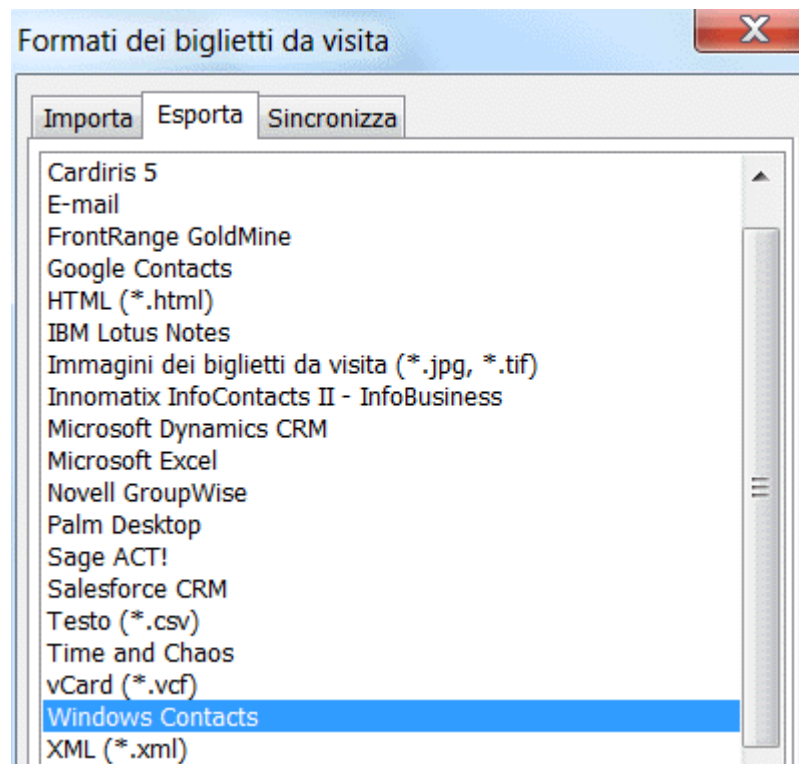 Formati dei biglietti da visita
Importa Esporta Sincronizza
Cardiris 5
E-mail
FrontRange GoldMine
Google Contacts
HTML (*.html)
IBM Lotus Notes
Immagini dei biglietti da visita (*.jpg, *.tif)
Innomatix InfoContacts II - InfoBusiness
Microsoft Dynamics CRM
Microsoft Excel
Novell GroupWise
Palm Desktop
Sage ACT!
Salesforce CRM
Testo (*.csv)
Time and Chaos
vCard (*.vcf)
Windows Contacts
XML (*.xml)